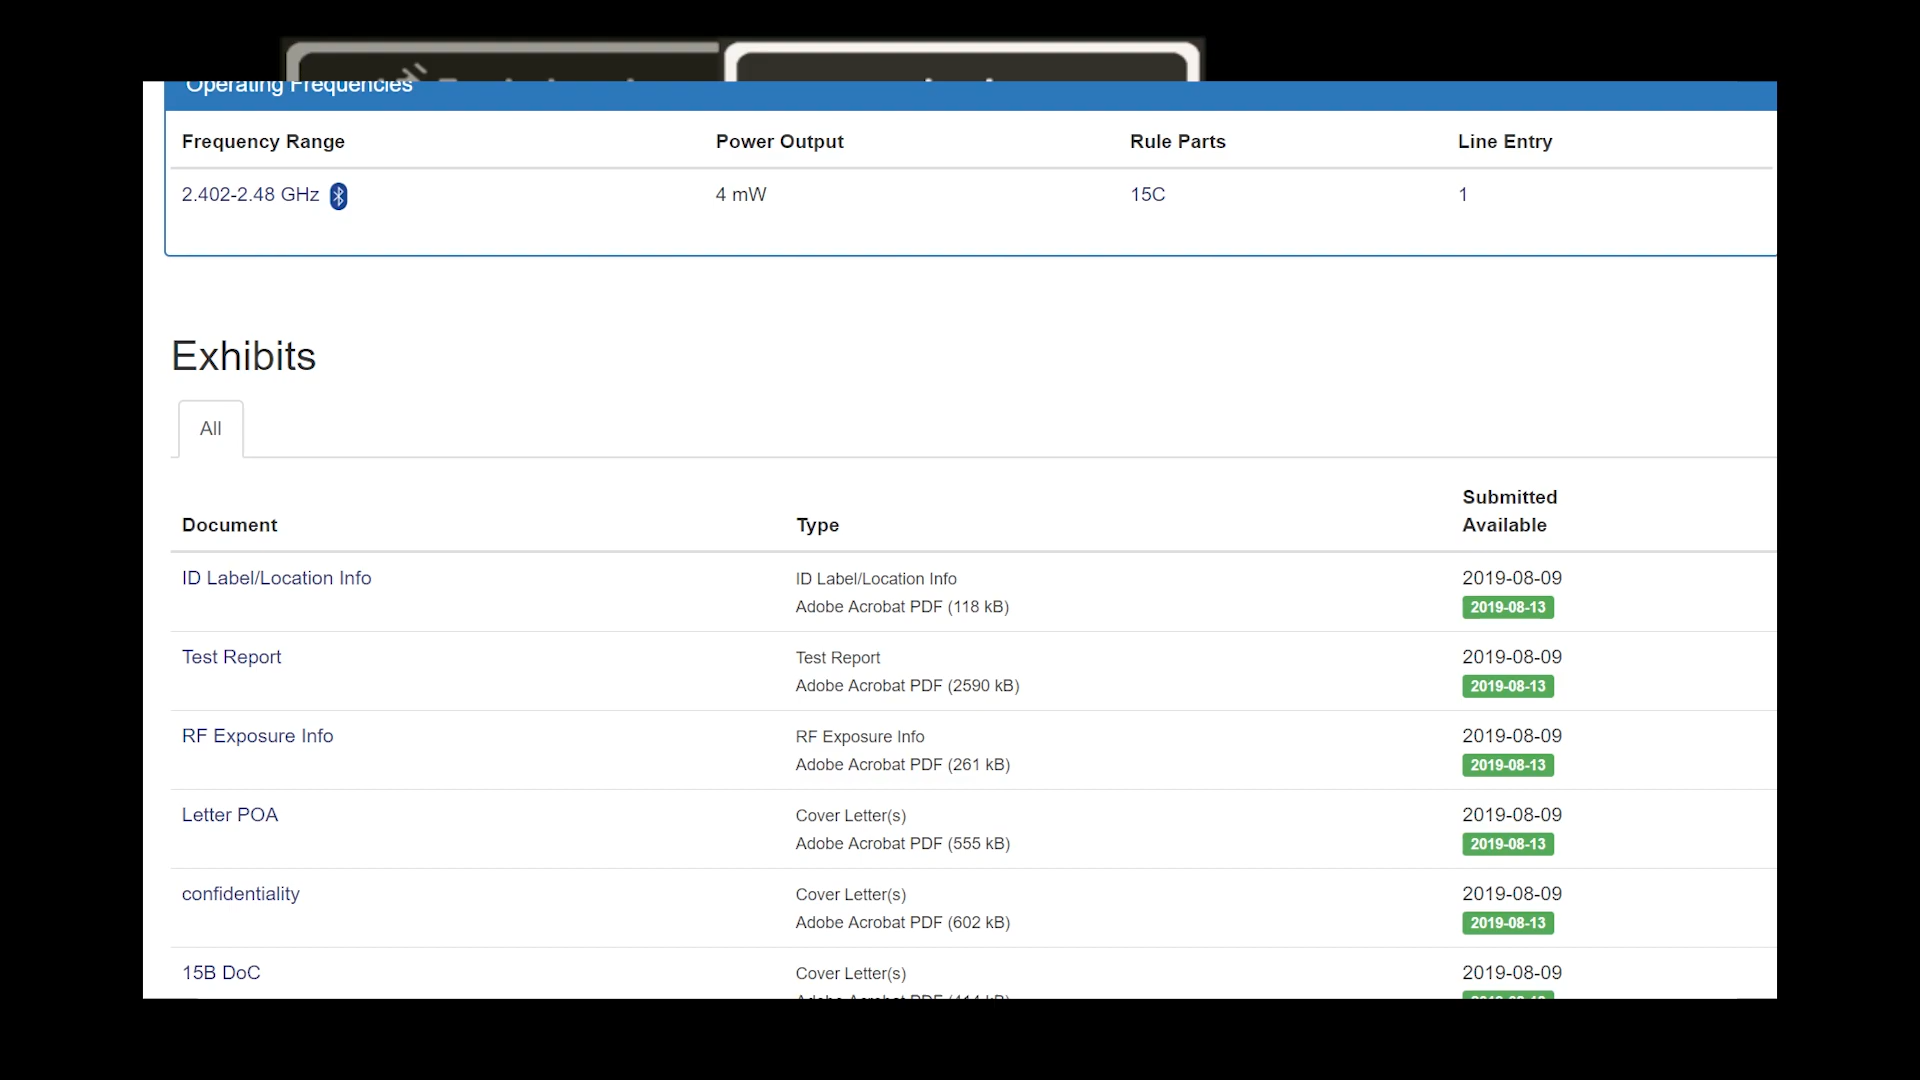 Operating Frequencies
Frequency Range Power Output Rule Parts Line Entry
2.402-2.48 GHz 4 mW 15C 1
Exhibits
All
Submitted
Document Type Available
ID Label/Location Info ID Label/Location Info 2019-08-09
Adobe Acrobat PDF (118 kB) 2019-08-13
Test Report Test Report 2019-08-09
Adobe Acrobat PDF (2590 kB) 2019-08-13
RF Exposure Info RF Exposure Info 2019-08-09
Adobe Acrobat PDF (261 kB) 2019-08-13
Letter POA Cover Letter(s) 2019-08-09
Adobe Acrobat PDF (555 kB) 2019-08-13
confidentiality Cover Letter(s) 2019-08-09
Adobe Acrobat PDF (602 kB) 2019-08-13
15B DoC Cover Letter(s) 2019-08-09